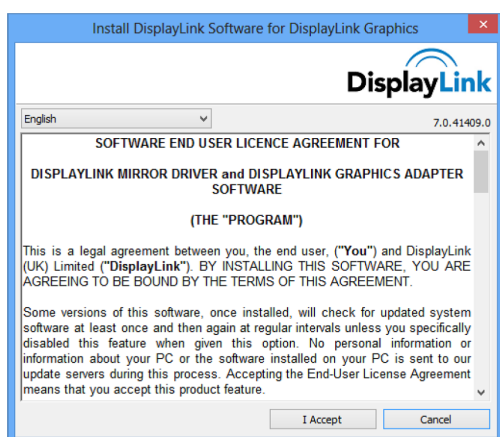 Install DisplayLink Software for DisplayLink Graphics
DisplayLink
English
7.0.41409.0
SOFTWARE END USER LICENCE AGREEMENT FOR
DISPLAYLINK MIRROR DRIVER and DISPLAYLINK GRAPHICS ADAPTER
SOFTWARE
(THE "PROGRAM")
This is a legal agreement between you, the end user, ("You") and DisplayLink
(UK) Limited ("DisplayLink"). BY INSTALLING THIS SOFTWARE, YOU ARE
AGREEING TO BE BOUND BY THE TERMS OF THIS AGREEMENT.
Some versions of this software, once installed, will check for updated system
software at least once and then again at regular intervals unless you specifically
disabled this feature when given this option. No personal information or
information about your PC or the software installed on your PC is sent to our
update servers during this process. Accepting the End-User License Agreement
means that you accept this product feature.
I Accept
Cancel